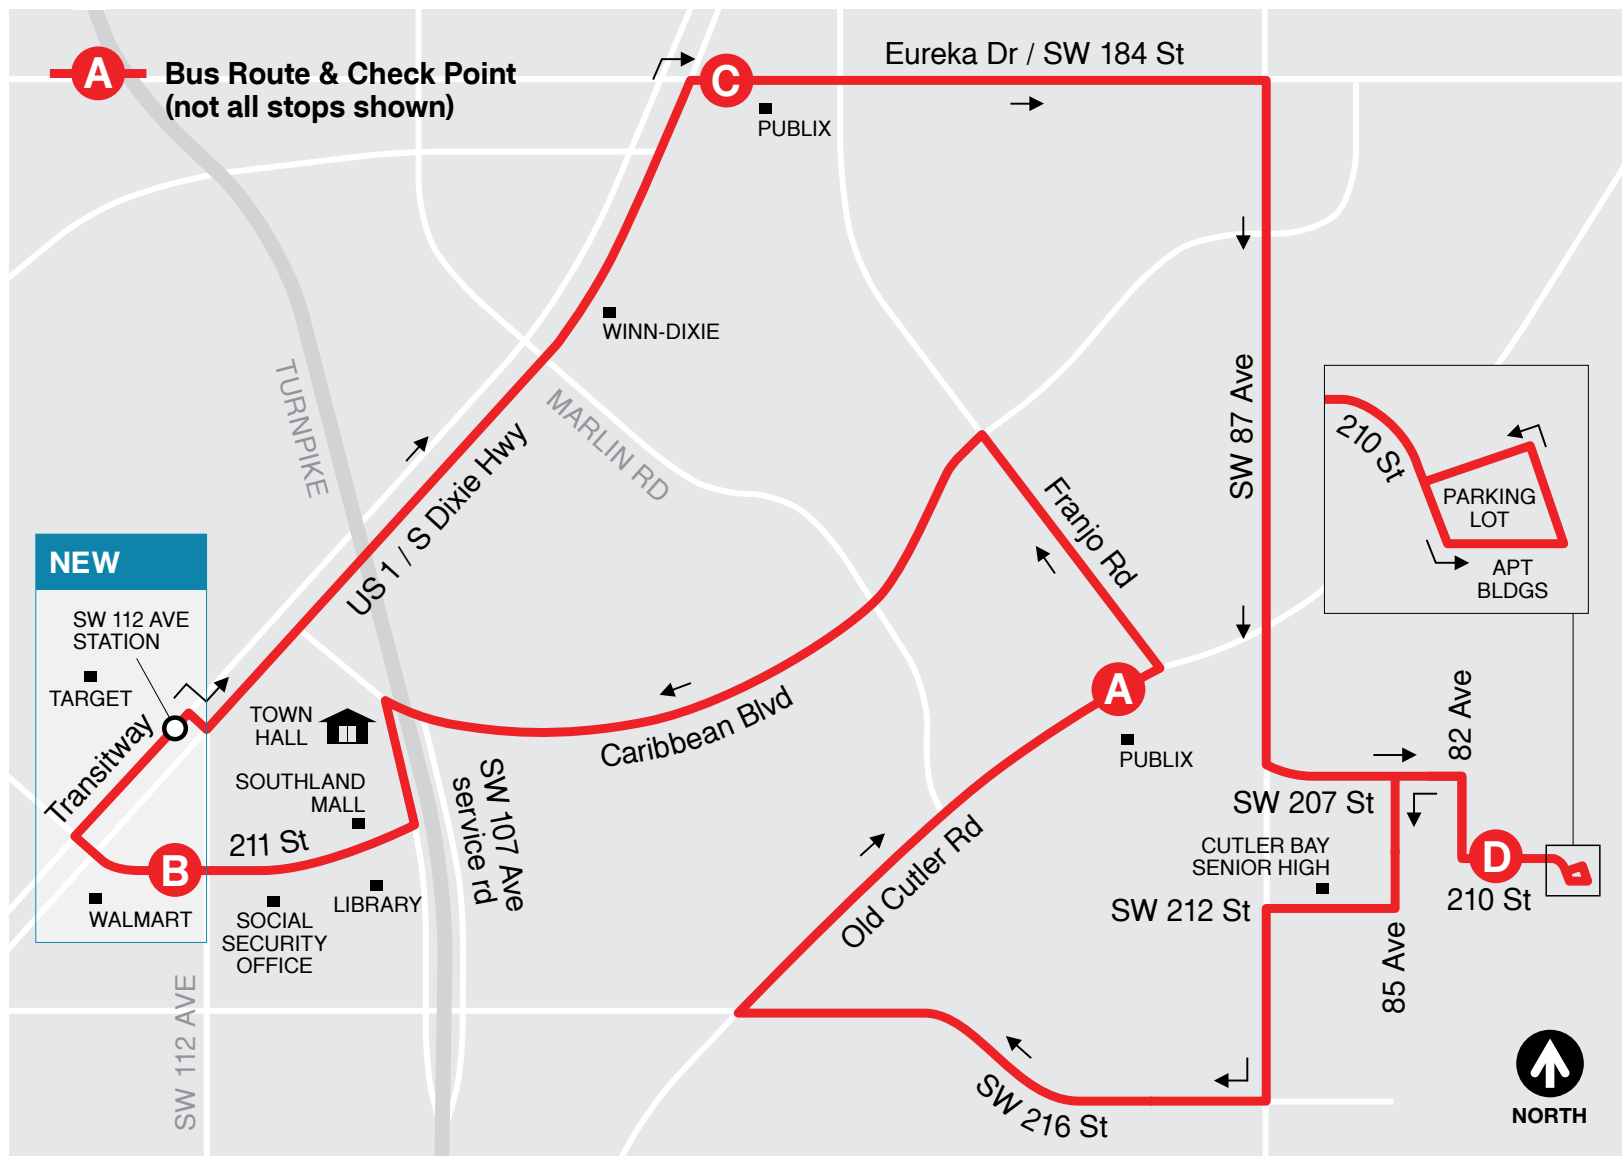 A
Bus Route & Check Point
(not all stops shown)
C
Eureka Dr / SW 184 St
PUBLIX
WINN-DIXIE
TURNPIKE
MARLIN RD
US 1 / S Dixie Hwy
SW 87 Ave
Franjo Rd
210 St
PARKING
LOT
APT
BLDGS
NEW
SW 112 AVE
STATION
TARGET
Transitway
TOWN
HALL
SOUTHLAND
MALL
211 St
B
WALMART
SOCIAL
SECURITY
OFFICE
LIBRARY
SW 107 Ave
service rd
Caribbean Blvd
A
PUBLIX
Old Cutler Rd
82 Ave
SW 207 St
CUTLER BAY
SENIOR HIGH
D
210 St
SW 212 St
85 Ave
SW 112 AVE
SW 216 St
NORTH